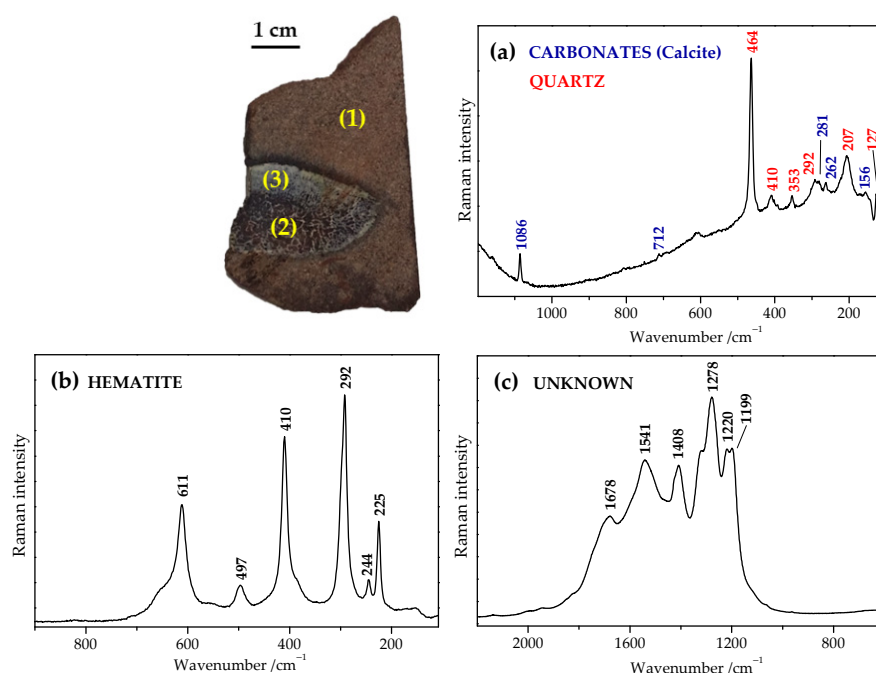 1 cm
(1)
(3)
(2)
(a) CARBONATES (Calcite)
QUARTZ
464
1086
712
410
353
292
281
262
207
156
127
Raman intensity
1000 800 600 400 200
Wavenumber /cm⁻¹
(b) HEMATITE
611
497
410
292
244
225
Raman intensity
800 600 400 200
Wavenumber /cm⁻¹
(c) UNKNOWN
1678
1541
1408
1278
1220
1199
Raman intensity
2000 1600 1200 800
Wavenumber /cm⁻¹